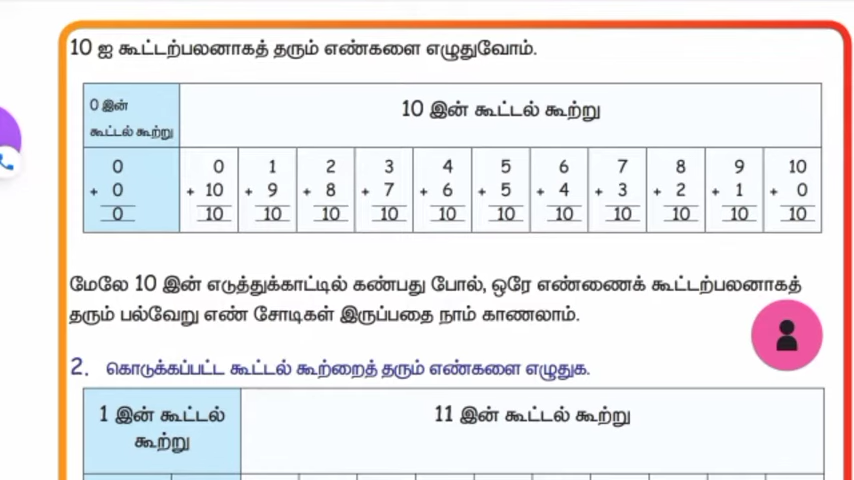 10 ஐ கூட்டற்பலனாகத் தரும் எண்களை எழுதுவோம்.
0 இன்
கூட்டல் கூற்று
10 இன் கூட்டல் கூற்று
0 0 1 2 3 4 5 6 7 8 9 10
+ 0 + 10 + 9 + 8 + 7 + 6 + 5 + 4 + 3 + 2 + 1 + 0
0 10 10 10 10 10 10 10 10 10 10 10
மேலே 10 இன் எடுத்துக்காட்டில் கண்பது போல், ஒரே எண்ணைக் கூட்டற்பலனாகத்
தரும் பல்வேறு எண் சோடிகள் இருப்பதை நாம் காணலாம்.
2. கொடுக்கப்பட்ட கூட்டல் கூற்றைத் தரும் எண்களை எழுதுக.
1 இன் கூட்டல்
கூற்று
11 இன் கூட்டல் கூற்று